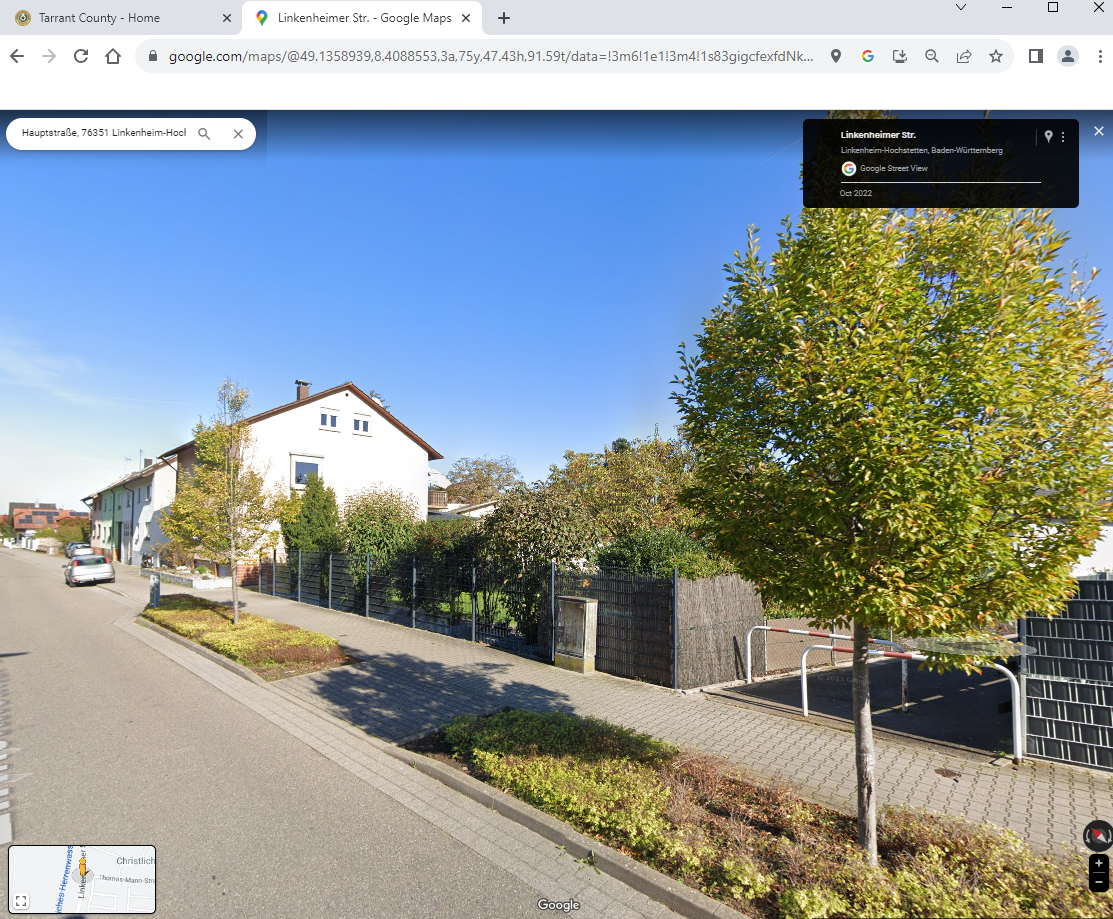 Tarrant County - Home
Linkenheimer Str. - Google Maps
google.com/maps/@49.1358939,8.4088553,3a,75y,47.43h,91.59t/data=!3m6!1e1!3m4!1s83gigcfexfdNk...
Hauptstraße, 76351 Linkenheim-Hocl
Linkenheimer Str.
Linkenheim-Hochstetten, Baden-Württemberg
Google Street View
Oct 2022
Christlich
Thomas-Mann-Str
Google